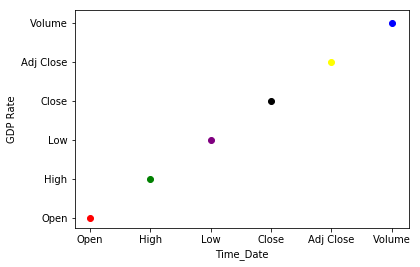 Volume
Adj Close
Close
Low
High
Open
GDP Rate
Open High Low Close Adj Close Volume
Time_Date